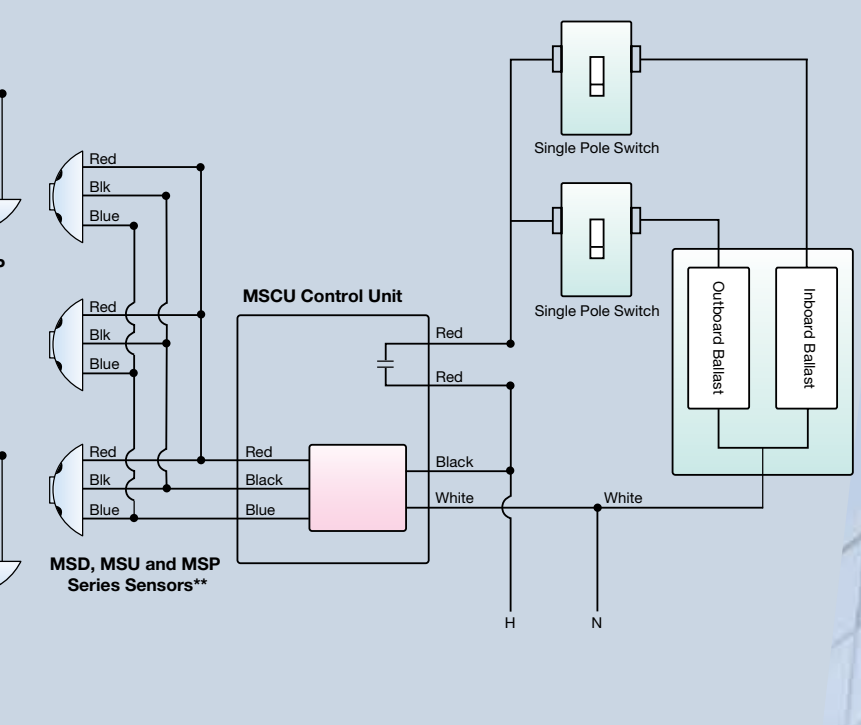 Single Pole Switch
Single Pole Switch
Red
Blk
Blue
Red
Blk
Blue
Red
Blk
Blue
MSD, MSU and MSP
Series Sensors**
MSCU Control Unit
Red
Red
Red
Black
Blue
Black
White
White
Outboard Ballast
Inboard Ballast
H
N